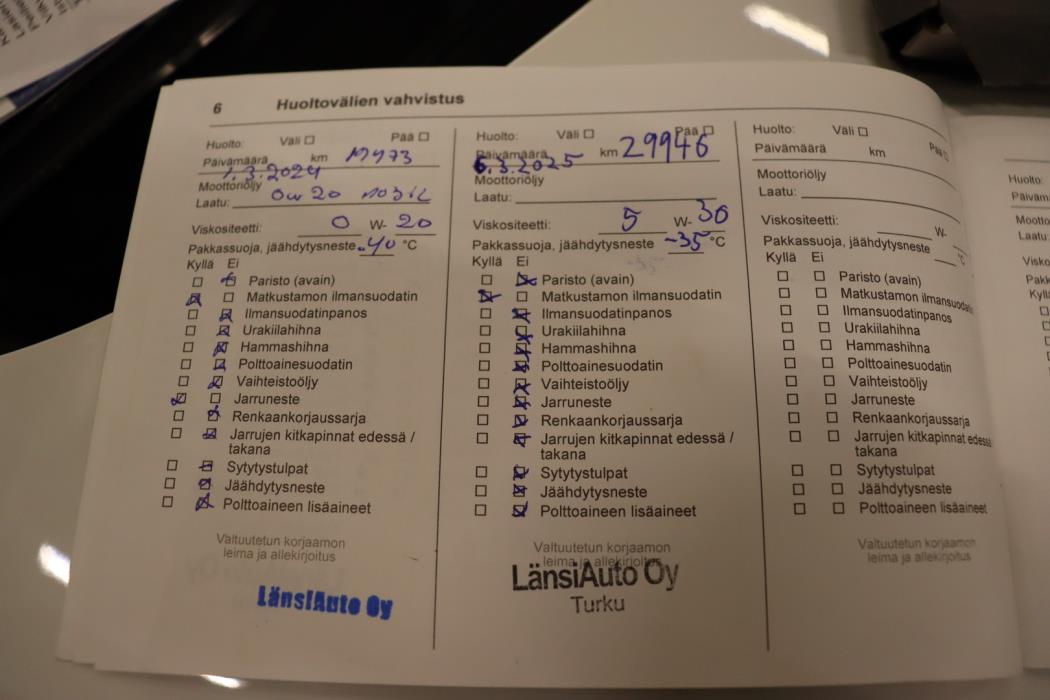 6 Huoltovälien vahvistus
Huolto: Väli ☐ Pää ☐
Päivämäärä km
1.3.2024
Moottoriöljy
Laatu: 0w20
Viskositeetti: 0 W- 20
Pakkassuoja, jäähdytysneste -40 °C
Kyllä Ei
Paristo (avain)
Matkustamon ilmansuodatin
Ilmansuodatinpanos
Urakiilahihna
Hammashihna
Polttoainesuodatin
Vaihteistoöljy
Jarruneste
Renkaankorjaussarja
Jarrujen kitkapinnat edessä /
takana
Sytytystulpat
Jäähdytysneste
Polttoaineen lisäaineet
Valtuutetun korjaamon
leima ja allekirjoitus
LänsiAuto Oy
Huolto: Väli ☐ Pää ☐
Päivämäärä km 29946
6.3.2025
Moottoriöljy
Laatu:
Viskositeetti: 5 W- 30
Pakkassuoja, jäähdytysneste -35 °C
Kyllä Ei
Paristo (avain)
Matkustamon ilmansuodatin
Ilmansuodatinpanos
Urakiilahihna
Hammashihna
Polttoainesuodatin
Vaihteistoöljy
Jarruneste
Renkaankorjaussarja
Jarrujen kitkapinnat edessä /
takana
Sytytystulpat
Jäähdytysneste
Polttoaineen lisäaineet
Valtuutetun korjaamon
leima ja allekirjoitus
LänsiAuto Oy
Turku
Huolto: Väli ☐ Pää ☐
Päivämäärä km
Moottoriöljy
Laatu:
Viskositeetti: W-
Pakkassuoja, jäähdytysneste °C
Kyllä Ei
Paristo (avain)
Matkustamon ilmansuodatin
Ilmansuodatinpanos
Urakiilahihna
Hammashihna
Polttoainesuodatin
Vaihteistoöljy
Jarruneste
Renkaankorjaussarja
Jarrujen kitkapinnat edessä
takana
Sytytystulpat
Jäähdytysneste
Polttoaineen lisäaineet
Valtuutetun korjaamon
leima ja allekirjoitus
Huolto:
Laatu: